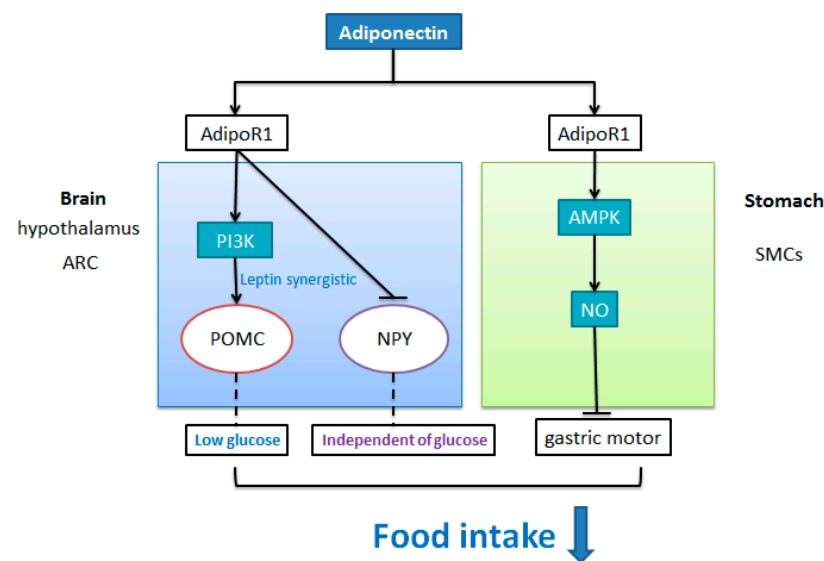 Adiponectin
AdipoR1
AdipoR1
Brain
hypothalamus
ARC
PI3K
Leptin synergistic
POMC
NPY
AMPK
NO
Stomach
SMCs
Low glucose
Independent of glucose
gastric motor
Food intake